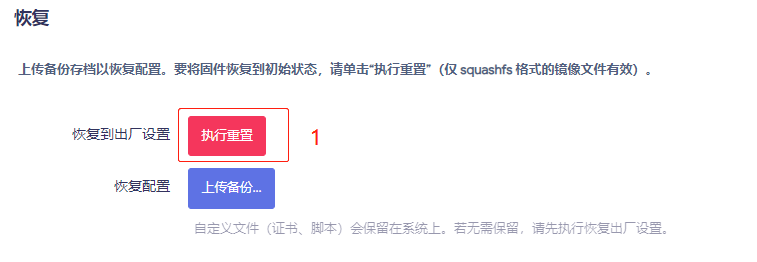 恢复
上传备份存档以恢复配置。要将固件恢复到初始状态，请单击“执行重置”（仅 squashfs 格式的镜像文件有效）。
恢复到出厂设置 执行重置 1
恢复配置 上传备份...
自定义文件（证书、脚本）会保留在系统上。若无需保留，请先执行恢复出厂设置。